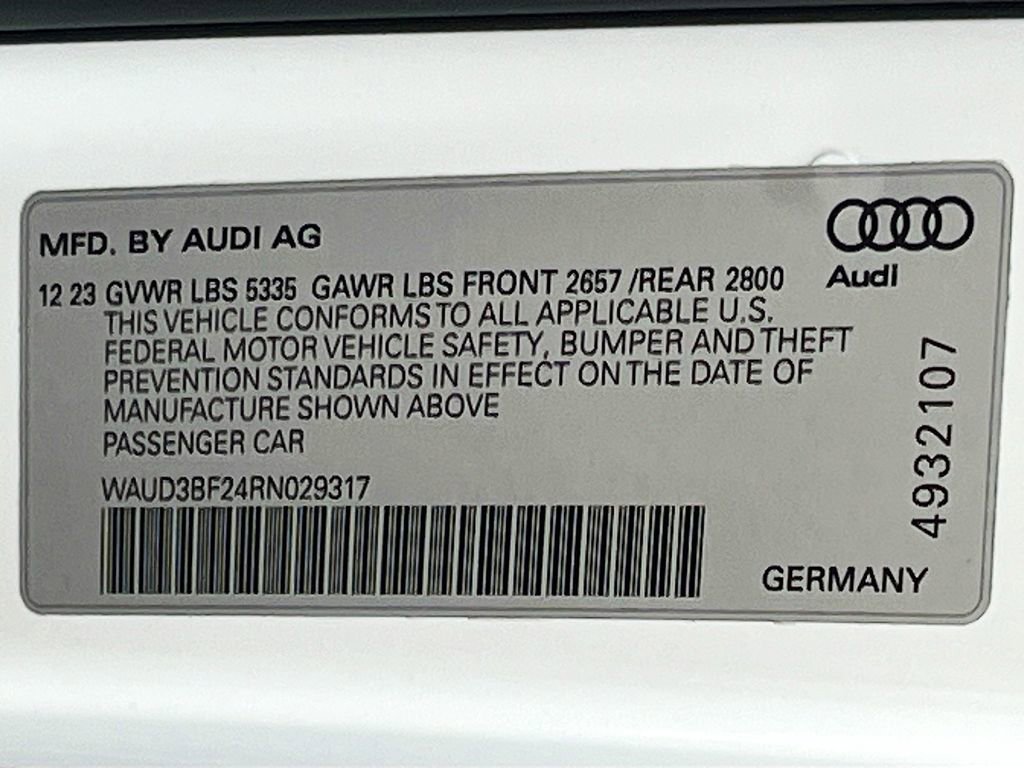 MFD. BY AUDI AG
Audi
12 23 GVWR LBS 5335 GAWR LBS FRONT 2657 /REAR 2800
THIS VEHICLE CONFORMS TO ALL APPLICABLE U.S.
FEDERAL MOTOR VEHICLE SAFETY, BUMPER AND THEFT
PREVENTION STANDARDS IN EFFECT ON THE DATE OF
MANUFACTURE SHOWN ABOVE
PASSENGER CAR
WAUD3BF24RN029317
GERMANY
4932107